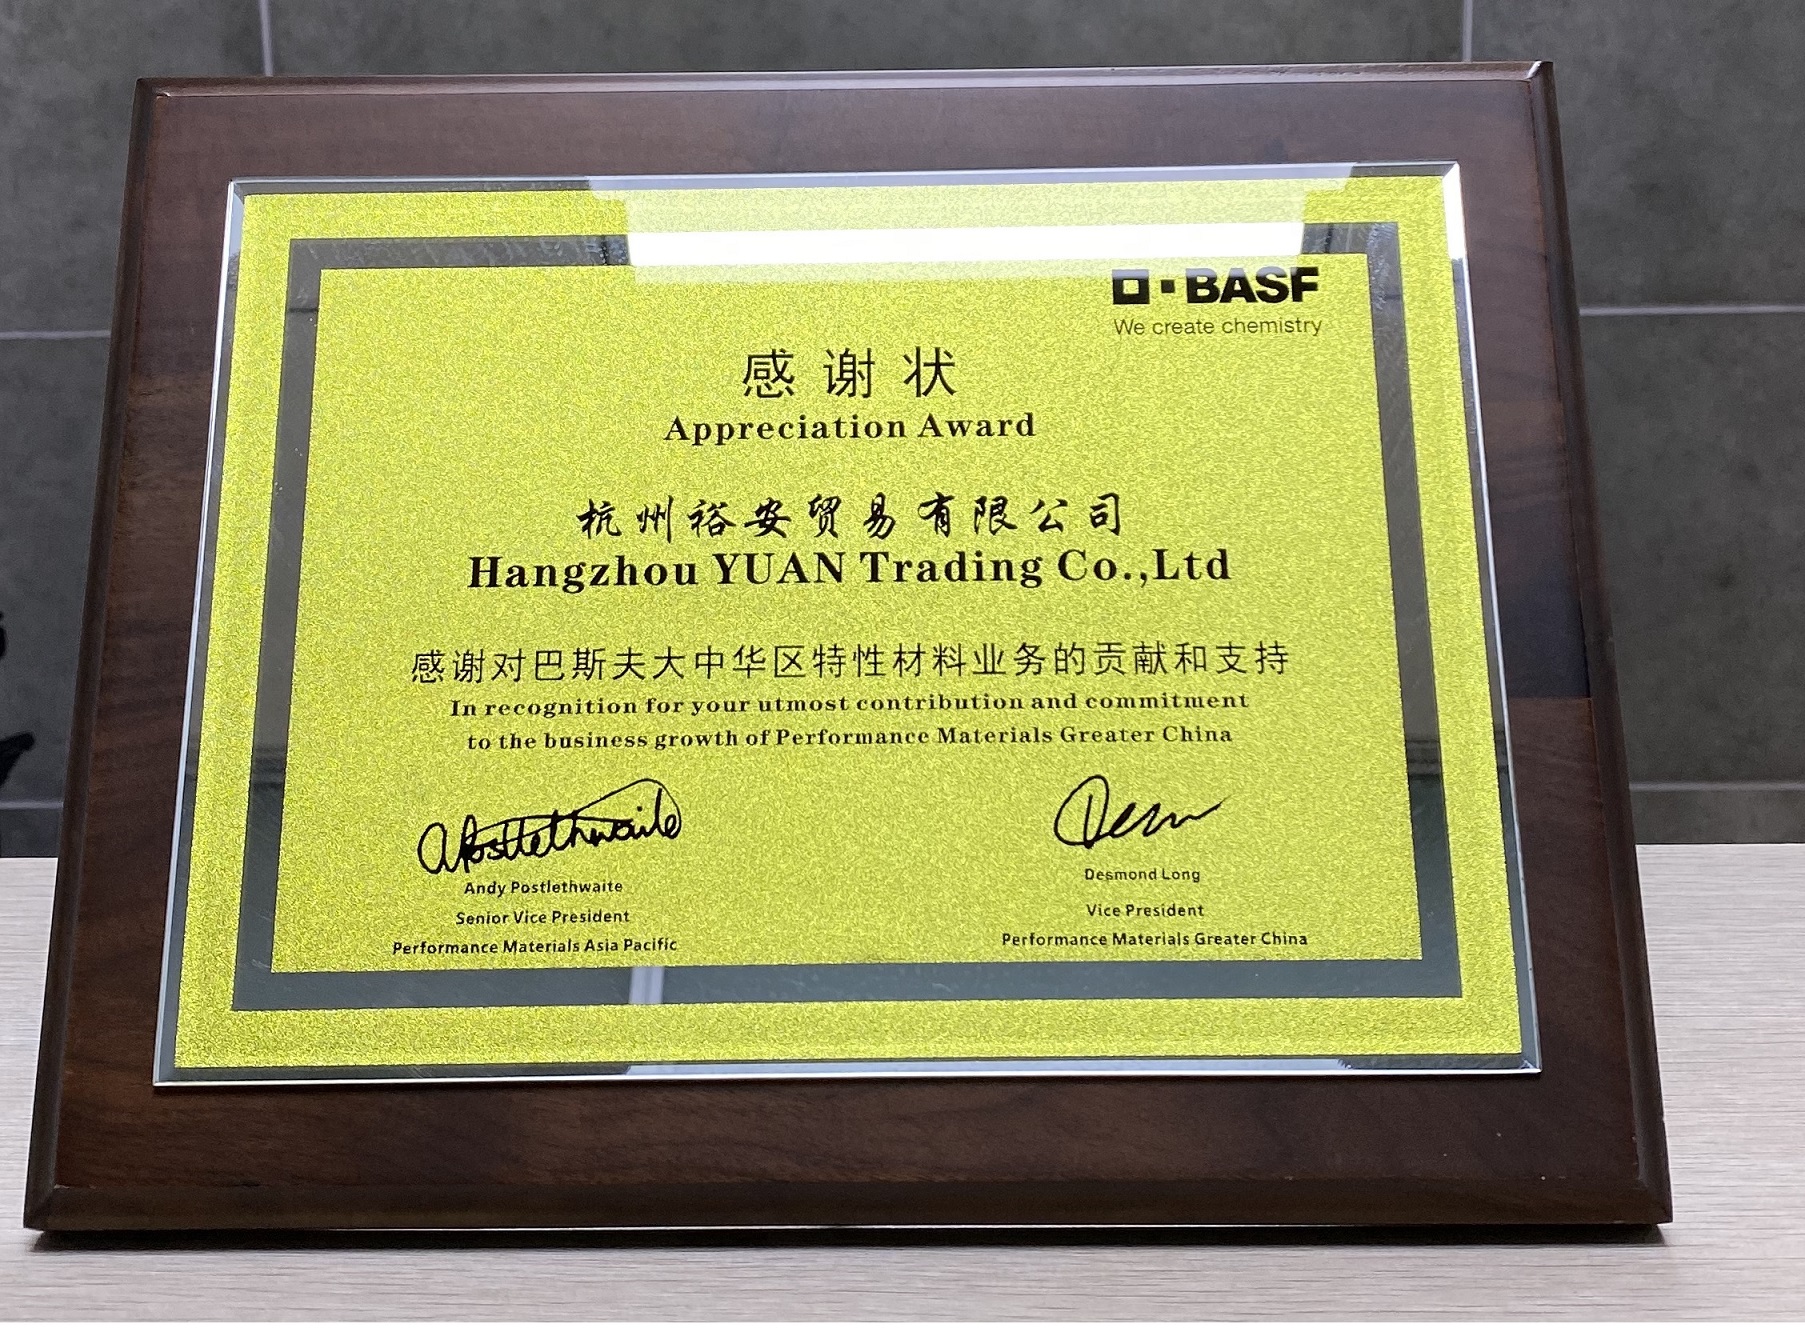 BASF
We create chemistry
感谢状
Appreciation Award
杭州裕安贸易有限公司
Hangzhou YUAN Trading Co.,Ltd
感谢对巴斯夫大中华区特性材料业务的贡献和支持
In recognition for your utmost contribution and commitment
to the business growth of Performance Materials Greater China
APostlethwaite
Andy Postlethwaite
Senior Vice President
Performance Materials Asia Pacific
Desmond Long
Vice President
Performance Materials Greater China